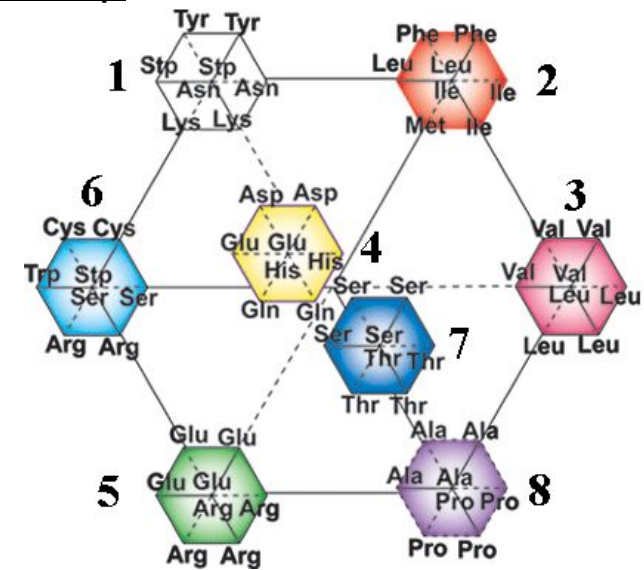 Tyr Tyr
1 Stp Stp
Asn Asn
Lys Lys
Phe Phe
Leu Leu
Ile Ile 2
Met Ile
6
Cys Cys
Trp Stp
Ser Ser
Arg Arg
Asp Asp
Glu Glu
His His 4
Gln Gln
3
Val Val
Val Val
Leu Leu
Leu Leu
Ser Ser
Ser Ser
Thr Thr 7
Thr Thr
Glu Glu
5 Glu Glu
Arg Arg
Arg Arg
Ala Ala
Ala Ala
Pro Pro 8
Pro Pro